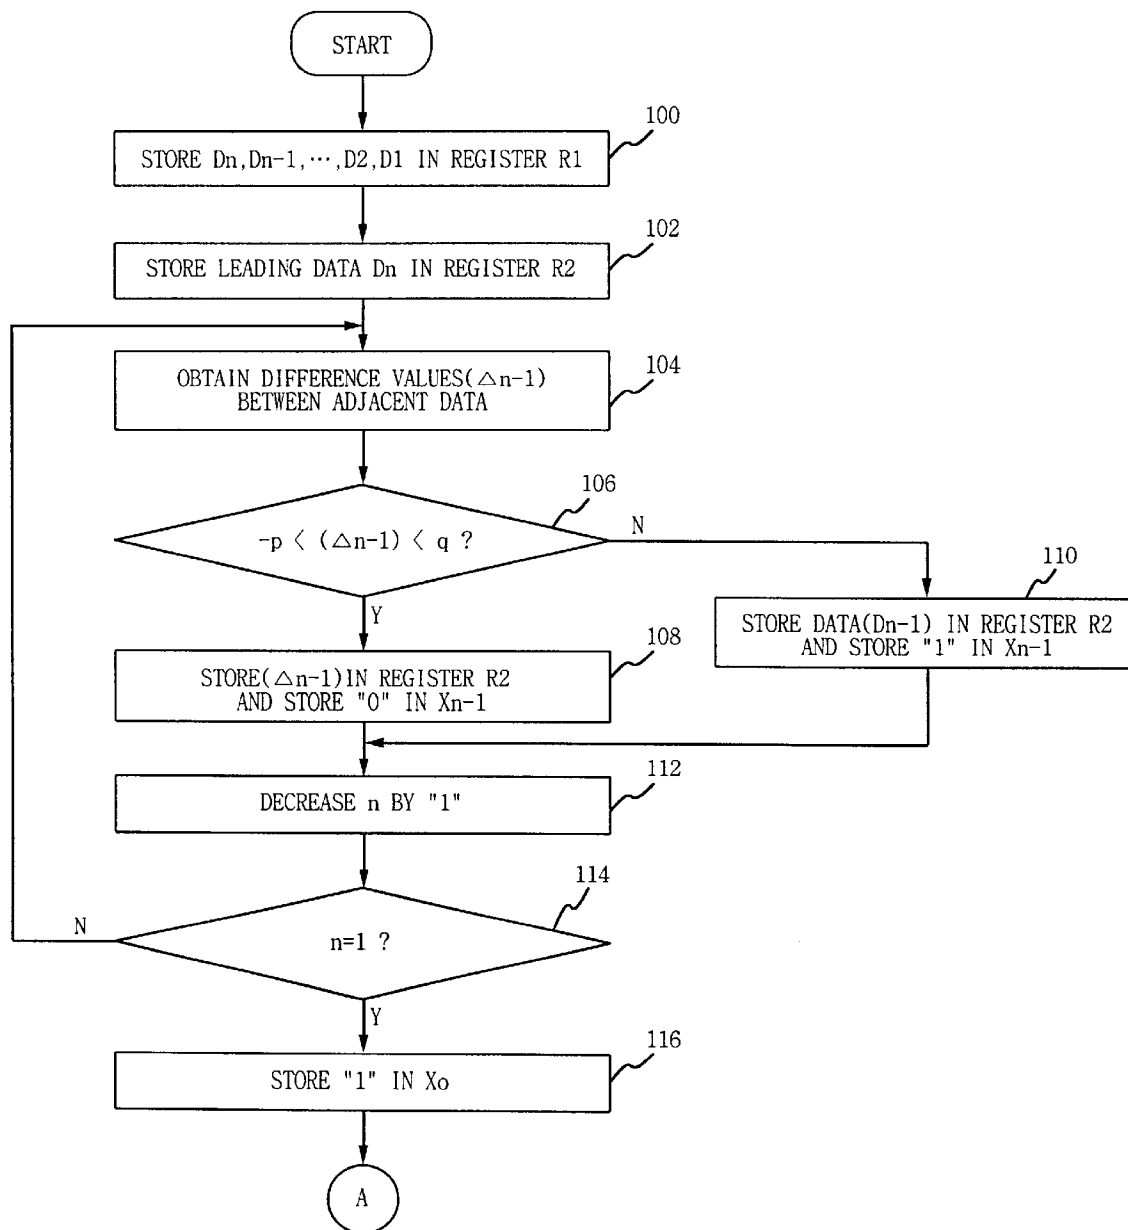 START
100
STORE Dn,Dn-1,⋯,D2,D1 IN REGISTER R1
102
STORE LEADING DATA Dn IN REGISTER R2
104
OBTAIN DIFFERENCE VALUES(△n-1)
BETWEEN ADJACENT DATA
106
-p < (△n-1) < q ?
N
Y
110
STORE DATA(Dn-1) IN REGISTER R2
AND STORE "1" IN Xn-1
108
STORE(△n-1)IN REGISTER R2
AND STORE "0" IN Xn-1
112
DECREASE n BY "1"
114
N
n=1 ?
Y
116
STORE "1" IN Xo
A